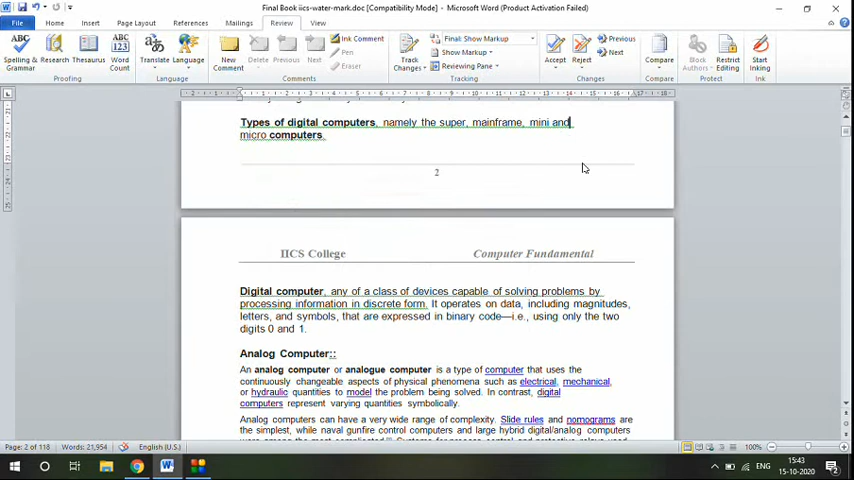 Final Book iics-water-mark.doc [Compatibility Mode] - Microsoft Word (Product Activation Failed)
File Home Insert Page Layout References Mailings Review View
Spelling & Grammar Research Thesaurus Word Count Translate Language New Comment Delete Previous Next Ink Comment Pen Eraser Track Changes Final: Show Markup Show Markup Reviewing Pane Accept Reject Previous Next Compare Block Authors Restrict Editing Start Inking
Proofing Language Comments Tracking Changes Compare Protect Ink
Types of digital computers, namely the super, mainframe, mini and
micro computers.
2
IICS College Computer Fundamental
Digital computer, any of a class of devices capable of solving problems by
processing information in discrete form. It operates on data, including magnitudes,
letters, and symbols, that are expressed in binary code—i.e., using only the two
digits 0 and 1.
Analog Computer::
An analog computer or analogue computer is a type of computer that uses the
continuously changeable aspects of physical phenomena such as electrical, mechanical,
or hydraulic quantities to model the problem being solved. In contrast, digital
computers represent varying quantities symbolically.
Analog computers can have a very wide range of complexity. Slide rules and nomograms are
the simplest, while naval gunfire control computers and large hybrid digital/analog computers
Page: 2 of 118 Words: 21,954 English (U.S.) 100%
ENG 15:43
15-10-2020